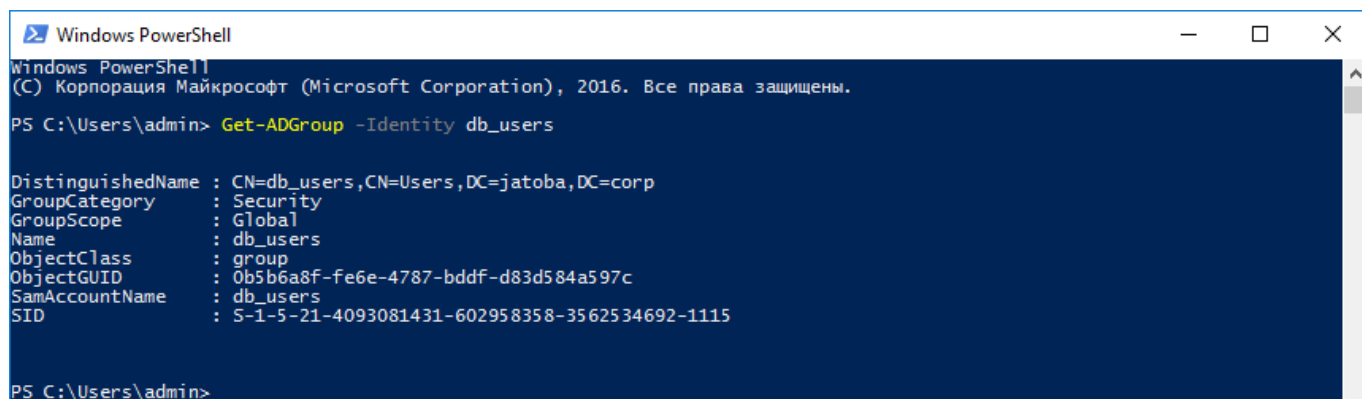 Windows PowerShell
Windows PowerShell
(C) Корпорация Майкрософт (Microsoft Corporation), 2016. Все права защищены.
PS C:\Users\admin> Get-ADGroup -Identity db_users
DistinguishedName : CN=db_users,CN=Users,DC=jatoba,DC=corp
GroupCategory     : Security
GroupScope        : Global
Name              : db_users
ObjectClass       : group
ObjectGUID        : 0b5b6a8f-fe6e-4787-bddf-d83d584a597c
SamAccountName    : db_users
SID               : S-1-5-21-4093081431-602958358-3562534692-1115
PS C:\Users\admin>